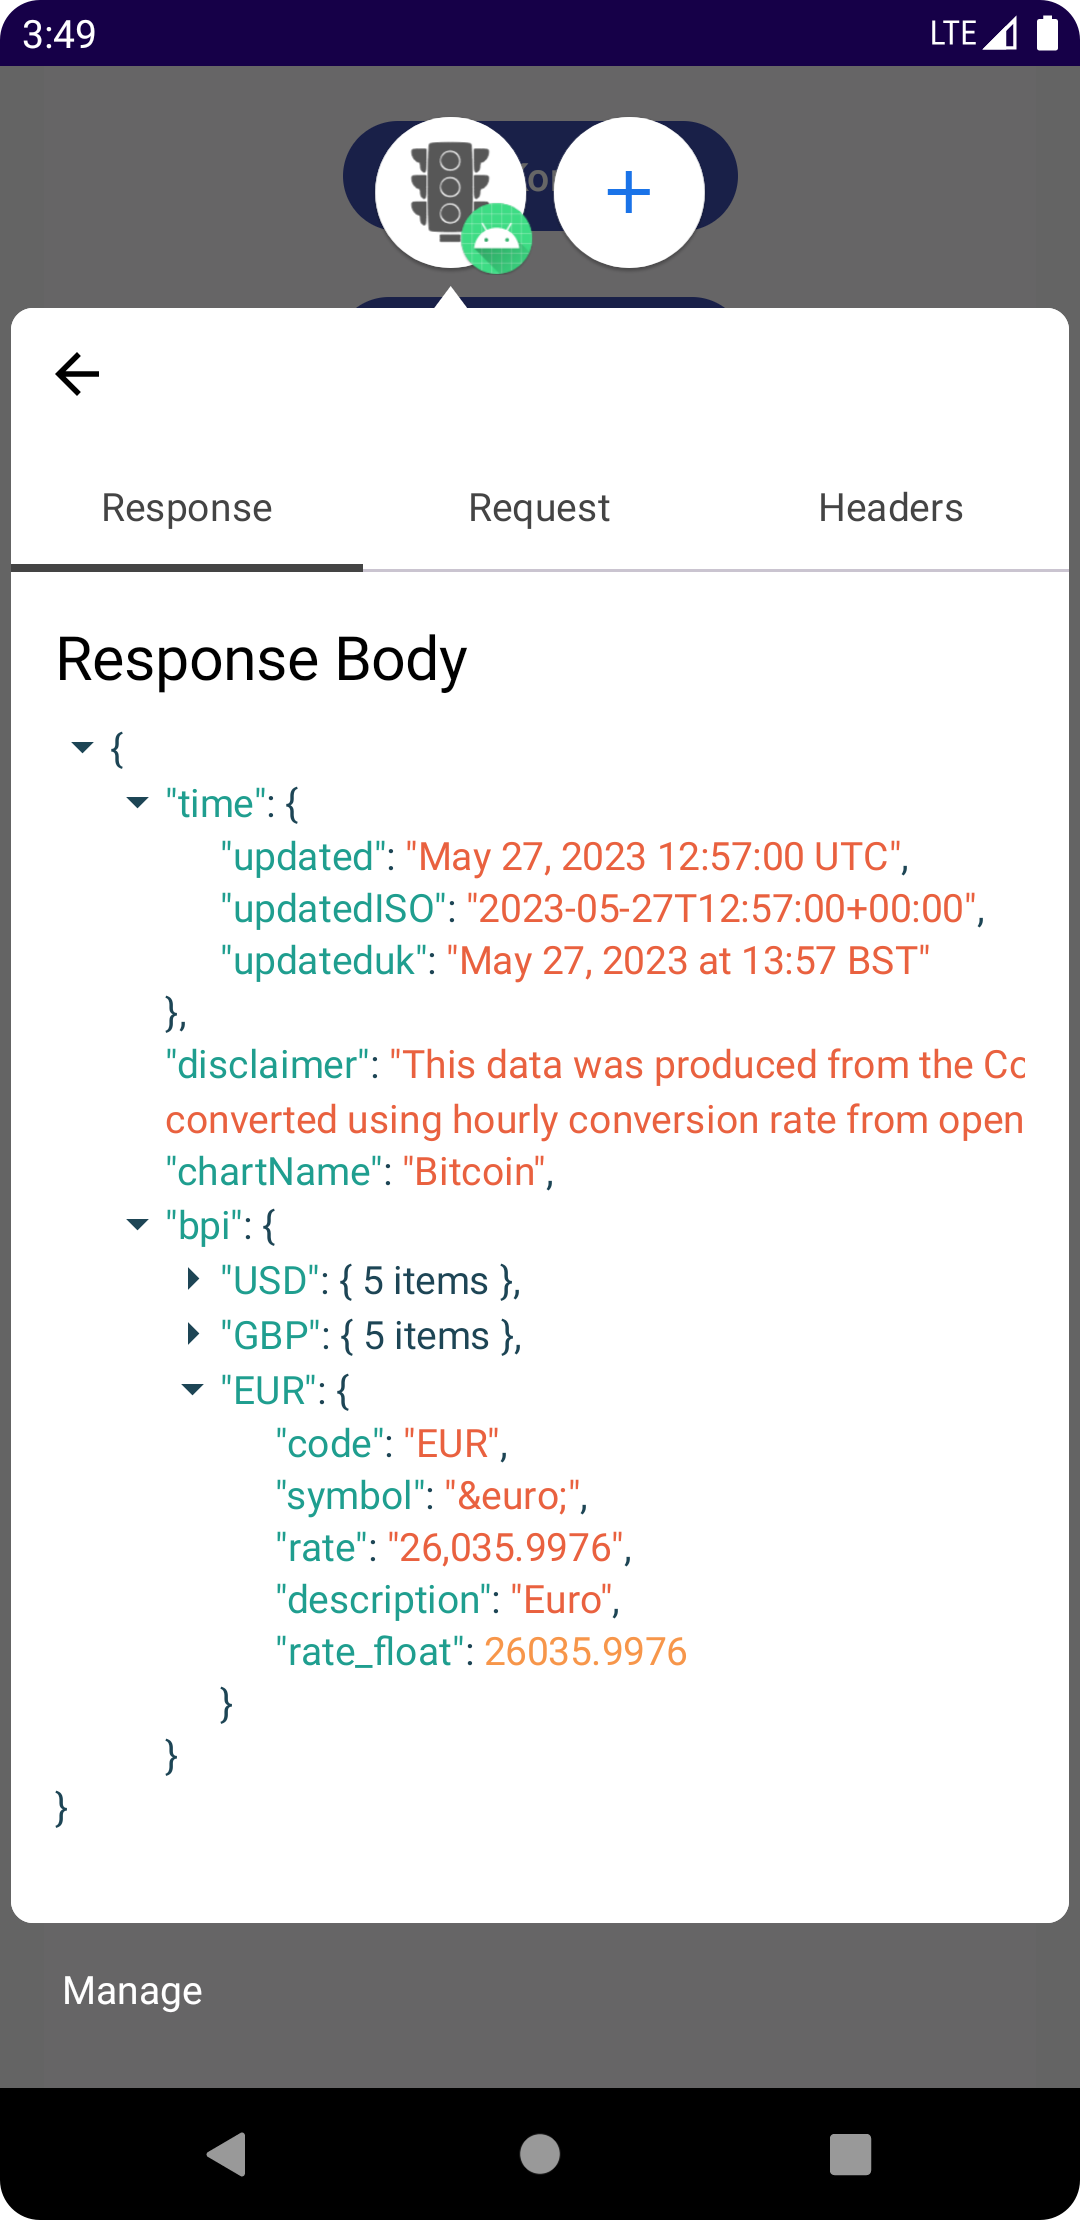 3:49
LTE
Response
Request
Headers
Response Body
{
"time": {
"updated": "May 27, 2023 12:57:00 UTC",
"updatedISO": "2023-05-27T12:57:00+00:00",
"updateduk": "May 27, 2023 at 13:57 BST"
},
"disclaimer": "This data was produced from the
converted using hourly conversion rate from open
"chartName": "Bitcoin",
"bpi": {
"USD": { 5 items },
"GBP": { 5 items },
"EUR": {
"code": "EUR",
"symbol": "&euro;",
"rate": "26,035.9976",
"description": "Euro",
"rate_float": 26035.9976
}
}
}
Manage